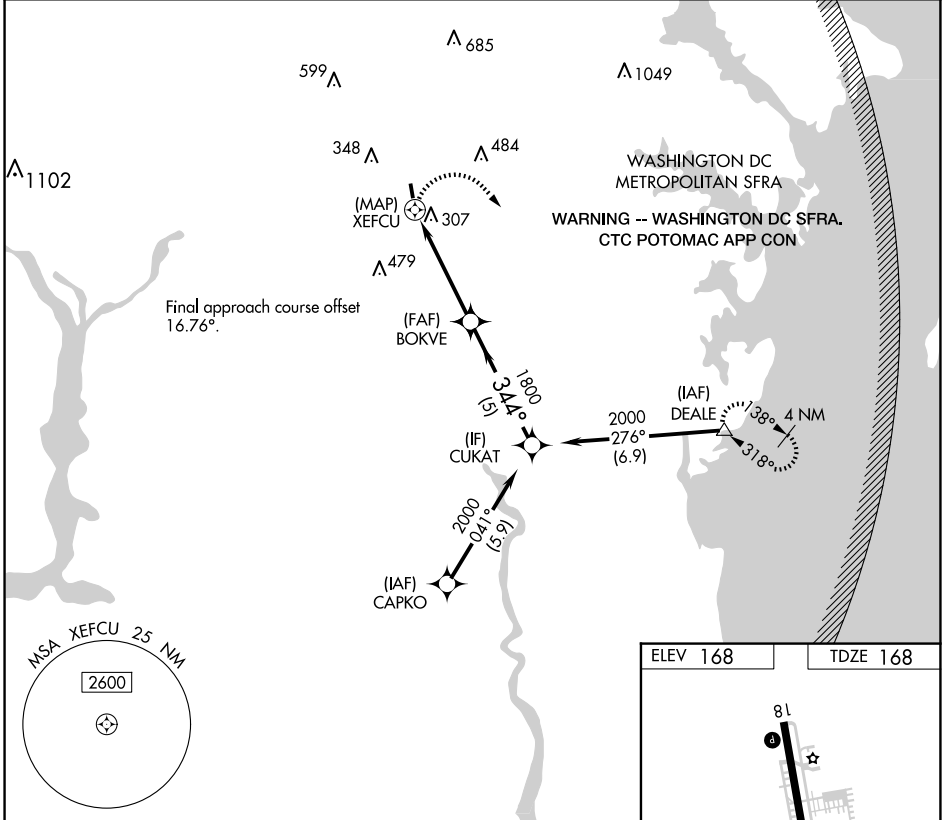 685
599
1049
348
484
1102
WASHINGTON DC
METROPOLITAN SFRA
(MAP)
XEFCU
307
WARNING -- WASHINGTON DC SFRA.
CTC POTOMAC APP CON
479
Final approach course offset
16.76°.
(FAF)
BOKVE
1800
344°
(5)
(IAF)
DEALE
138°
4 NM
318°
2000
276°
(6.9)
(IF)
CUKAT
2000
041°
(5.9)
(IAF)
CAPKO
MSA XEFCU 25 NM
2600
ELEV 168
TDZE 168
18
P